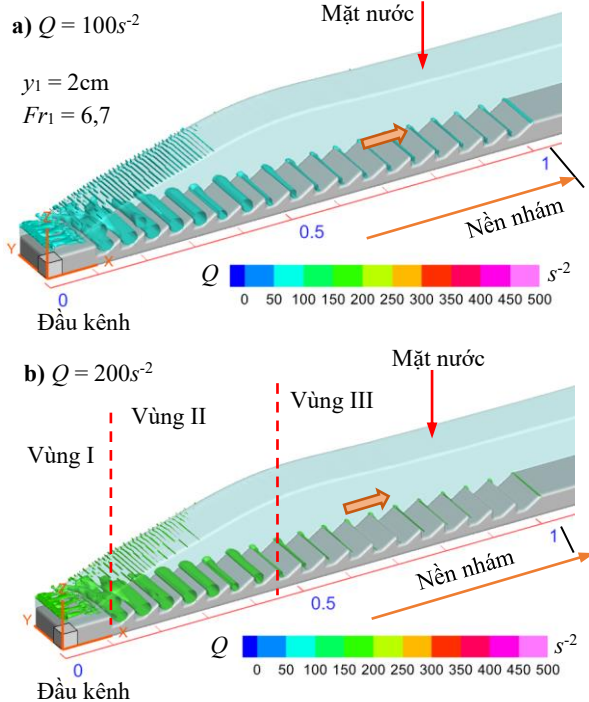 a) Q = 100s⁻²
Mặt nước
y₁ = 2cm
Fr₁ = 6,7
Z
Y
X
0
0.5
1
Nền nhám
Đầu kênh
Q
s⁻²
0 50 100 150 200 250 300 350 400 450 500
b) Q = 200s⁻²
Mặt nước
Vùng I
Vùng II
Vùng III
Z
Y
X
0
0.5
1
Nền nhám
Đầu kênh
Q
s⁻²
0 50 100 150 200 250 300 350 400 450 500